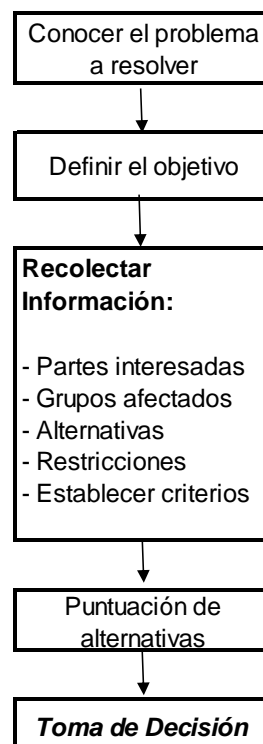 Conocer el problema
a resolver
Definir el objetivo
Recolectar
Información:
- Partes interesadas
- Grupos afectados
- Alternativas
- Restricciones
- Establecer criterios
Puntuación de
alternativas
Toma de Decisión